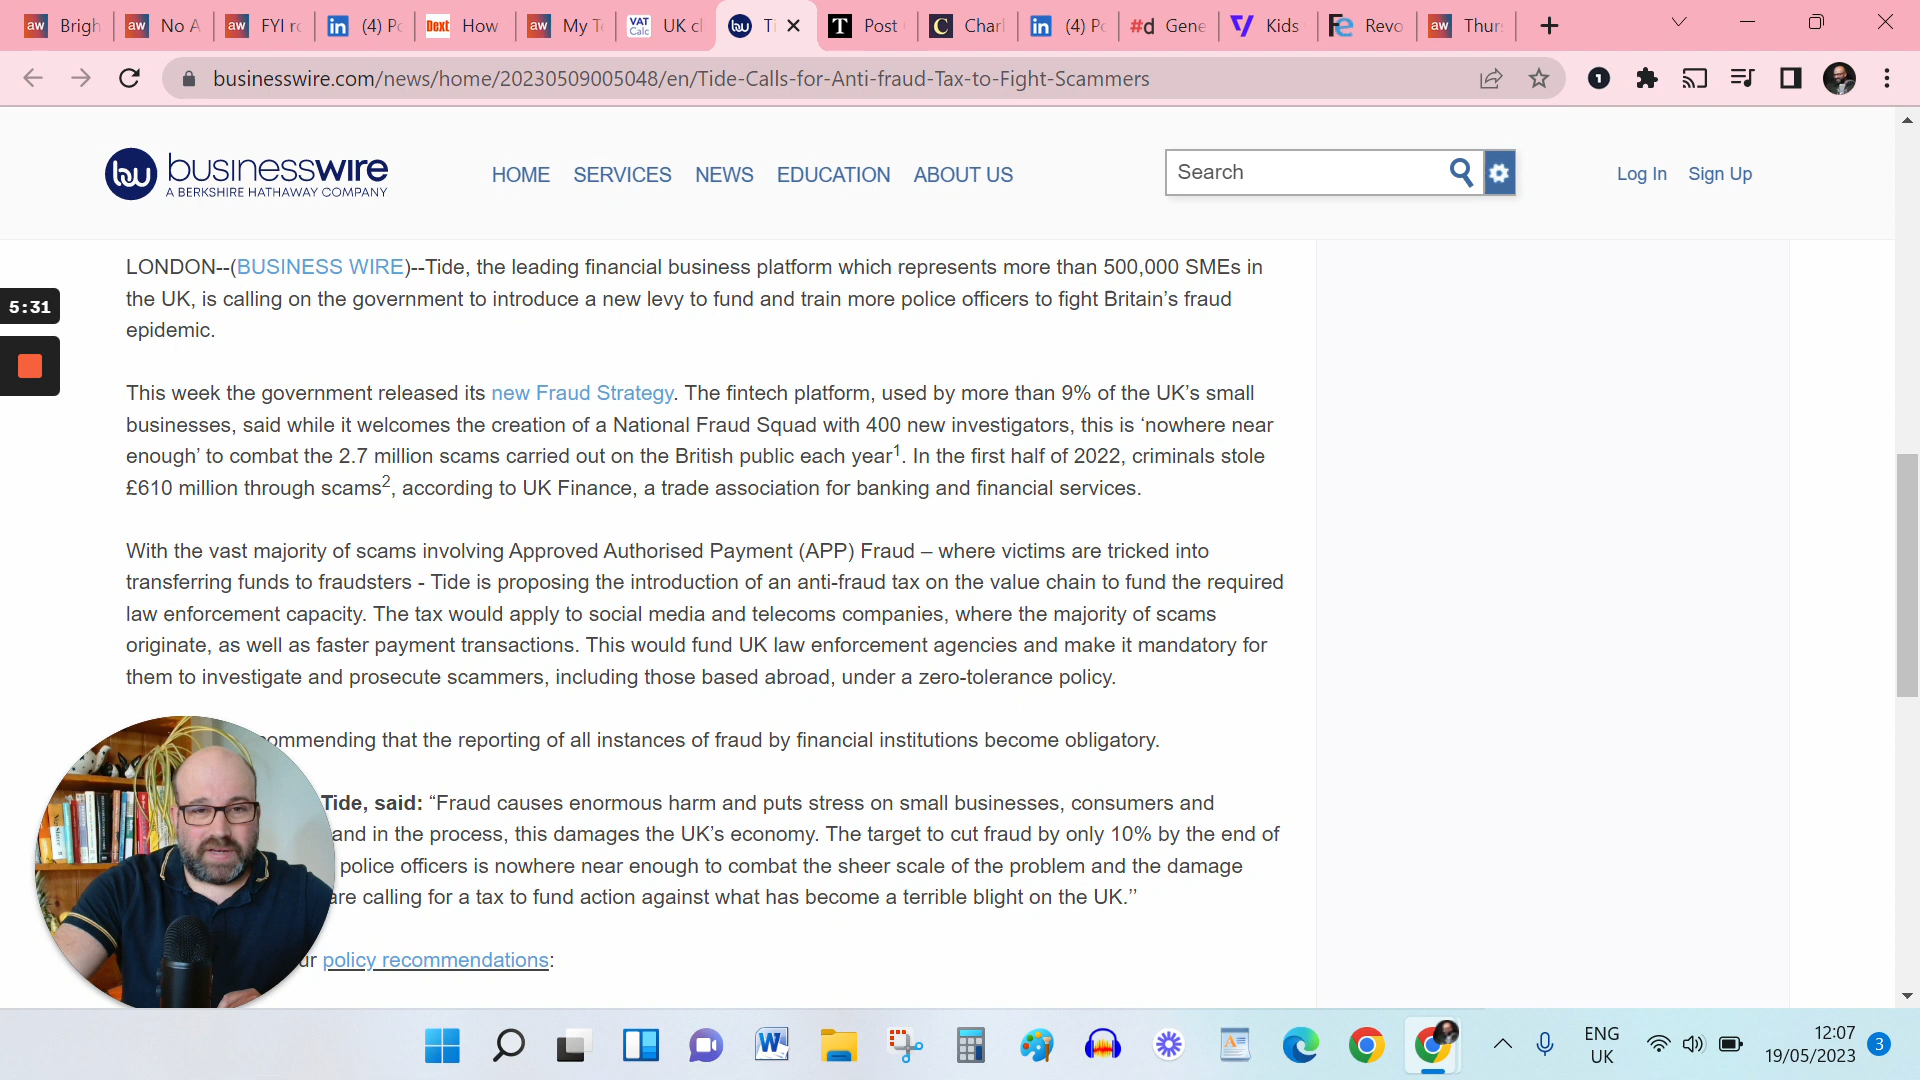 aw Brigh
aw No A
aw FYI ro
in (4) Po
Dext How
aw My To
VAT Calc UK cl
bw Ti
T Post
C Charl
in (4) Po
#d Gene
Kids
Fe Revo
aw Thur
businesswire.com/news/home/20230509005048/en/Tide-Calls-for-Anti-fraud-Tax-to-Fight-Scammers
bw businesswire
A BERKSHIRE HATHAWAY COMPANY
HOME SERVICES NEWS EDUCATION ABOUT US
Search
Log In Sign Up
LONDON--(BUSINESS WIRE)--Tide, the leading financial business platform which represents more than 500,000 SMEs in
the UK, is calling on the government to introduce a new levy to fund and train more police officers to fight Britain’s fraud
epidemic.
5:31
This week the government released its new Fraud Strategy. The fintech platform, used by more than 9% of the UK’s small
businesses, said while it welcomes the creation of a National Fraud Squad with 400 new investigators, this is ‘nowhere near
enough’ to combat the 2.7 million scams carried out on the British public each year1. In the first half of 2022, criminals stole
£610 million through scams2, according to UK Finance, a trade association for banking and financial services.
With the vast majority of scams involving Approved Authorised Payment (APP) Fraud – where victims are tricked into
transferring funds to fraudsters - Tide is proposing the introduction of an anti-fraud tax on the value chain to fund the required
law enforcement capacity. The tax would apply to social media and telecoms companies, where the majority of scams
originate, as well as faster payment transactions. This would fund UK law enforcement agencies and make it mandatory for
them to investigate and prosecute scammers, including those based abroad, under a zero-tolerance policy.
ommending that the reporting of all instances of fraud by financial institutions become obligatory.
Tide, said: “Fraud causes enormous harm and puts stress on small businesses, consumers and
and in the process, this damages the UK’s economy. The target to cut fraud by only 10% by the end of
police officers is nowhere near enough to combat the sheer scale of the problem and the damage
are calling for a tax to fund action against what has become a terrible blight on the UK.’’
ur policy recommendations:
ENG
UK
12:07
19/05/2023
3